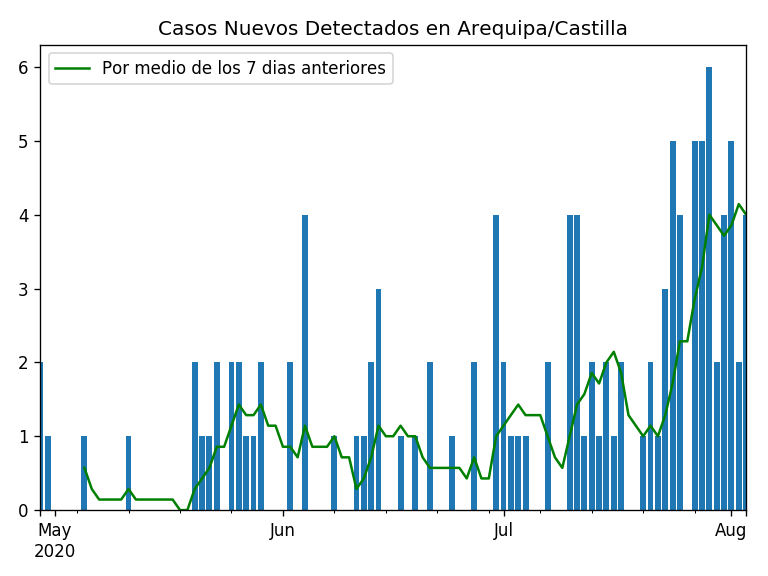 Casos Nuevos Detectados en Arequipa/Castilla
Por medio de los 7 dias anteriores
6
5
4
3
2
1
0
May Jun Jul Aug
2020